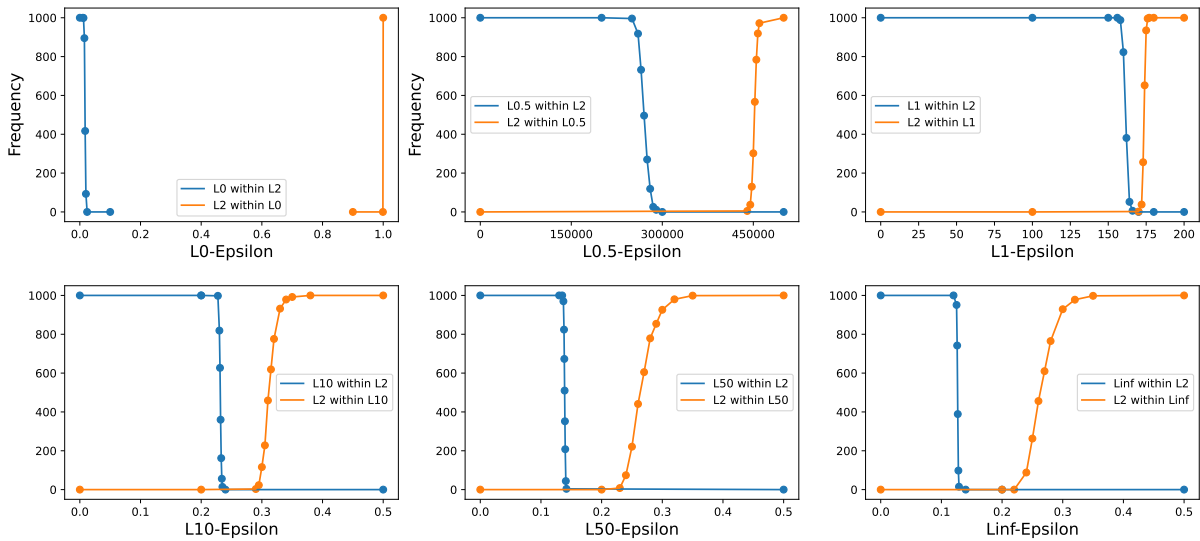 1000
800
600
400
200
0
Frequency
L0 within L2
L2 within L0
0.0 0.2 0.4 0.6 0.8 1.0
L0-Epsilon
1000
800
600
400
200
0
Frequency
L0.5 within L2
L2 within L0.5
0 150000 300000 450000
L0.5-Epsilon
1000
800
600
400
200
0
L1 within L2
L2 within L1
0 25 50 75 100 125 150 175 200
L1-Epsilon
1000
800
600
400
200
0
L10 within L2
L2 within L10
0.0 0.1 0.2 0.3 0.4 0.5
L10-Epsilon
1000
800
600
400
200
0
L50 within L2
L2 within L50
0.0 0.1 0.2 0.3 0.4 0.5
L50-Epsilon
1000
800
600
400
200
0
Linf within L2
L2 within Linf
0.0 0.1 0.2 0.3 0.4 0.5
Linf-Epsilon